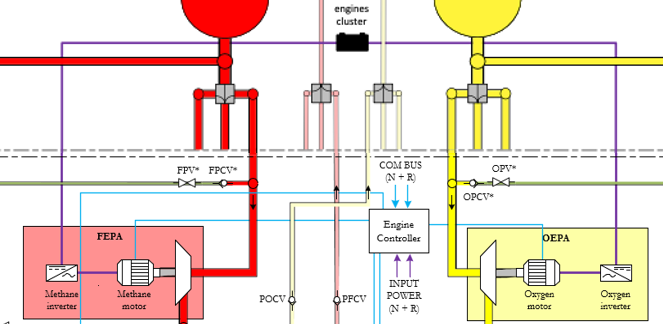 engines
cluster
FPV*
FPCV*
COM BUS
(N + R)
OPV*
OPCV*
FEPA
Engine
Controller
OEPA
Methane
inverter
Methane
motor
POCV
PFCV
INPUT
POWER
(N + R)
Oxygen
motor
Oxygen
inverter